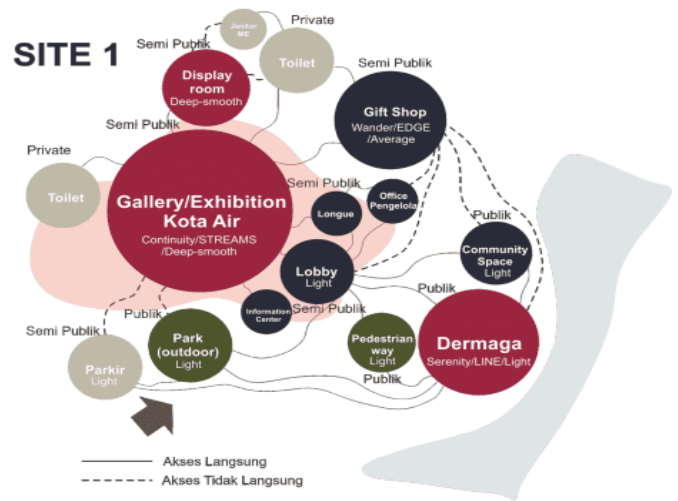 SITE 1
Janitor
ME
Private
Semi Publik
Toilet
Display
room
Deep-smooth
Semi Publik
Gift Shop
Wander/EDGE
/Average
Semi Publik
Private
Toilet
Gallery/Exhibition
Kota Air
Continuity/STREAMS
/Deep-smooth
Semi Publik
Longue
Office
Pengelola
Publik
Community
Space
Light
Lobby
Light
Publik
Information
Center
Semi Publik
Publik
Park
(outdoor)
Light
Pedestrian
way
Light
Publik
Dermaga
Serenity/LINE/Light
Semi Publik
Parkir
Light
Akses Langsung
Akses Tidak Langsung